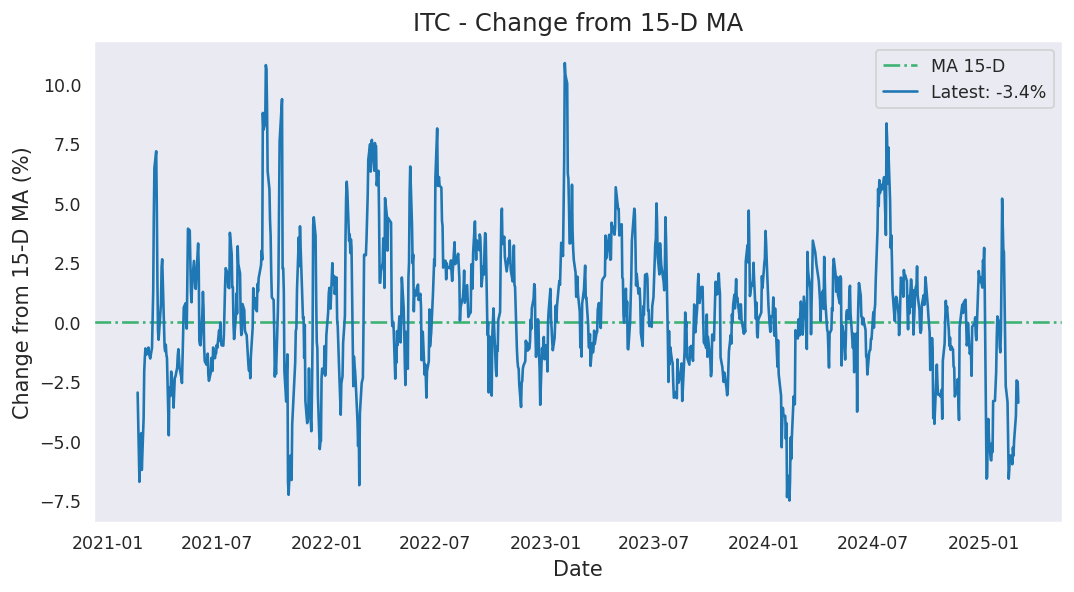 ITC - Change from 15-D MA
MA 15-D
Latest: -3.4%
Change from 15-D MA (%)
10.0
7.5
5.0
2.5
0.0
−2.5
−5.0
−7.5
2021-01 2021-07 2022-01 2022-07 2023-01 2023-07 2024-01 2024-07 2025-01
Date